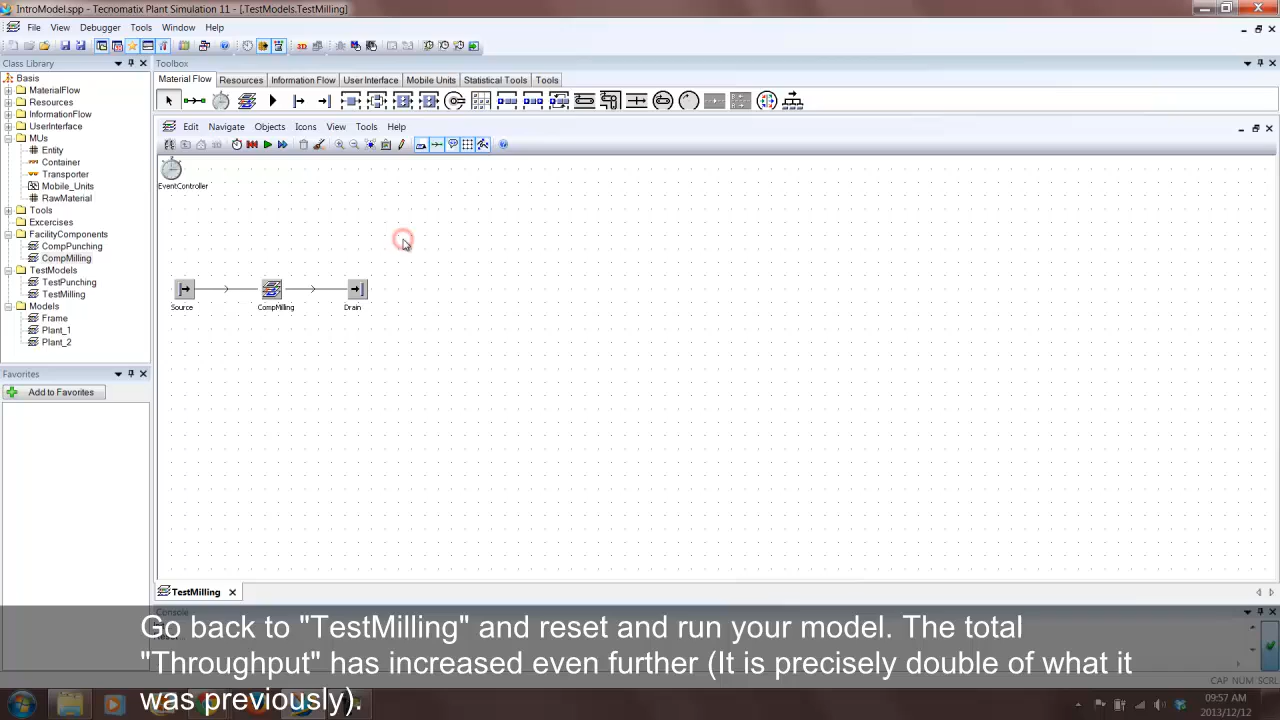 IntroModel.spp - Tecnomatix Plant Simulation 11 - [.TestModels.TestMilling]
File View Debugger Tools Window Help
Class Library
Toolbox
Basis
MaterialFlow
Resources
InformationFlow
UserInterface
MUs
Entity
Container
Transporter
Mobile_Units
RawMaterial
Tools
Excercises
FacilityComponents
CompPunching
CompMilling
TestModels
TestPunching
TestMilling
Models
Frame
Plant_1
Plant_2
Favorites
Add to Favorites
Material Flow Resources Information Flow User Interface Mobile Units Statistical Tools Tools
Edit Navigate Objects Icons View Tools Help
EventController
Source CompMilling Drain
TestMilling
Console
Go back to "TestMilling" and reset and run your model. The total
"Throughput" has increased even further (It is precisely double of what it
was previously).
CAP NUM SCRL
09:57 AM
2013/12/12